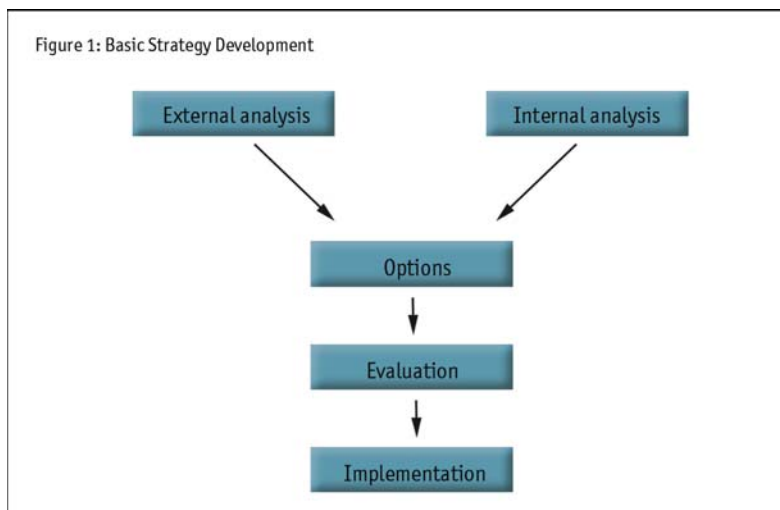 Figure 1: Basic Strategy Development
External analysis
Internal analysis
Options
Evaluation
Implementation